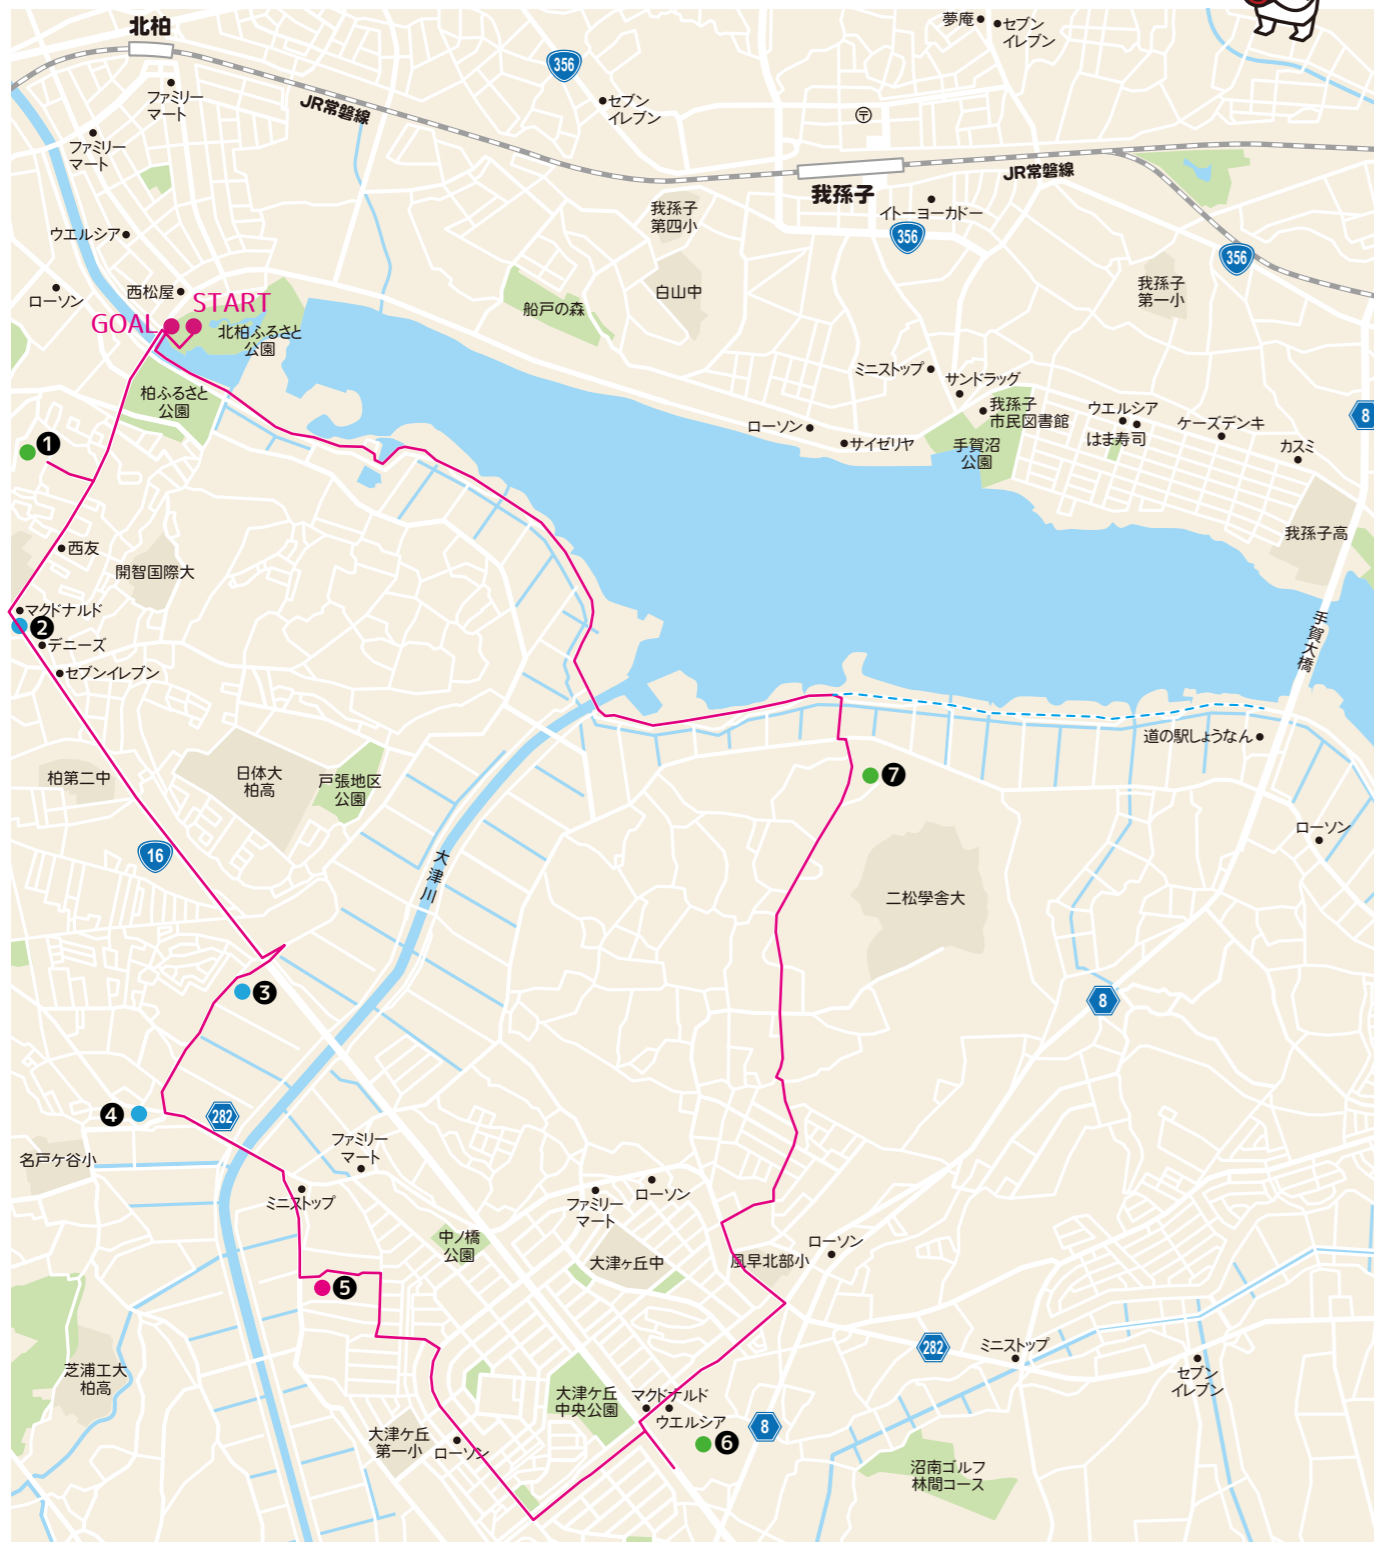 北柏
夢庵
セブン
イレブン
356
ファミリー
マート
セブン
イレブン
JR常磐線
〒
ファミリー
マート
JR常磐線
我孫子
我孫子
第四小
イトーヨーカドー
356
356
ウエルシア
ローソン
西松屋
START
GOAL
北柏ふるさと
公園
船戸の森
白山中
我孫子
第一小
ミニストップ
サンドラッグ
柏ふるさと
公園
我孫子
市民図書館
ウエルシア
はま寿司
ケーズデンキ
8
ローソン
サイゼリヤ
手賀沼
公園
カスミ
1
我孫子高
西友
開智国際大
マクドナルド
2
デニーズ
セブンイレブン
手賀大橋
道の駅しょうなん
柏第二中
日体大
柏高
戸張地区
公園
7
16
大津川
ローソン
二松學舎大
3
8
4
282
名戸ケ谷小
ファミリー
マート
ミニストップ
ファミリー
マート
ローソン
中ノ橋
公園
大津ヶ丘中
風早北部小
ローソン
5
282
ミニストップ
セブン
イレブン
芝浦工大
柏高
大津ケ丘
中央公園
マクドナルド
ウエルシア
大津ケ丘
第一小
ローソン
6
8
沼南ゴルフ
林間コース